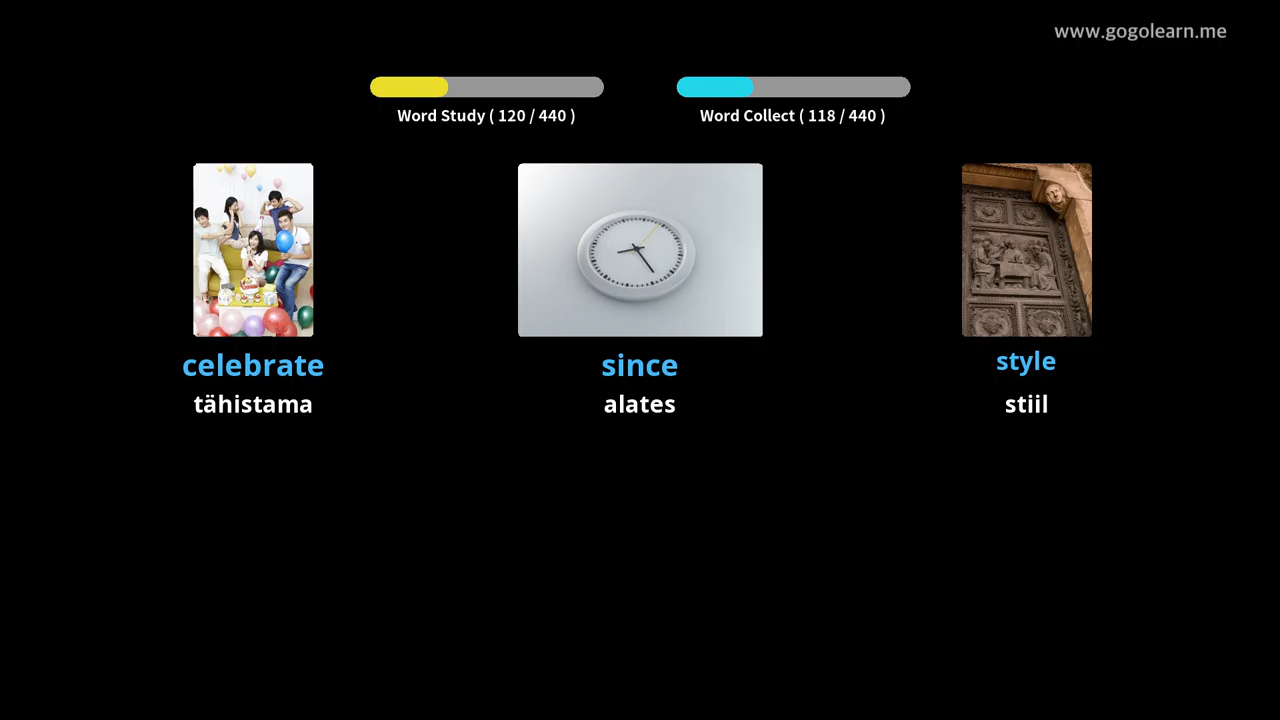 www.gogolearn.me
Word Study ( 120 / 440 )
Word Collect ( 118 / 440 )
celebrate
tähistama
since
alates
style
stiil